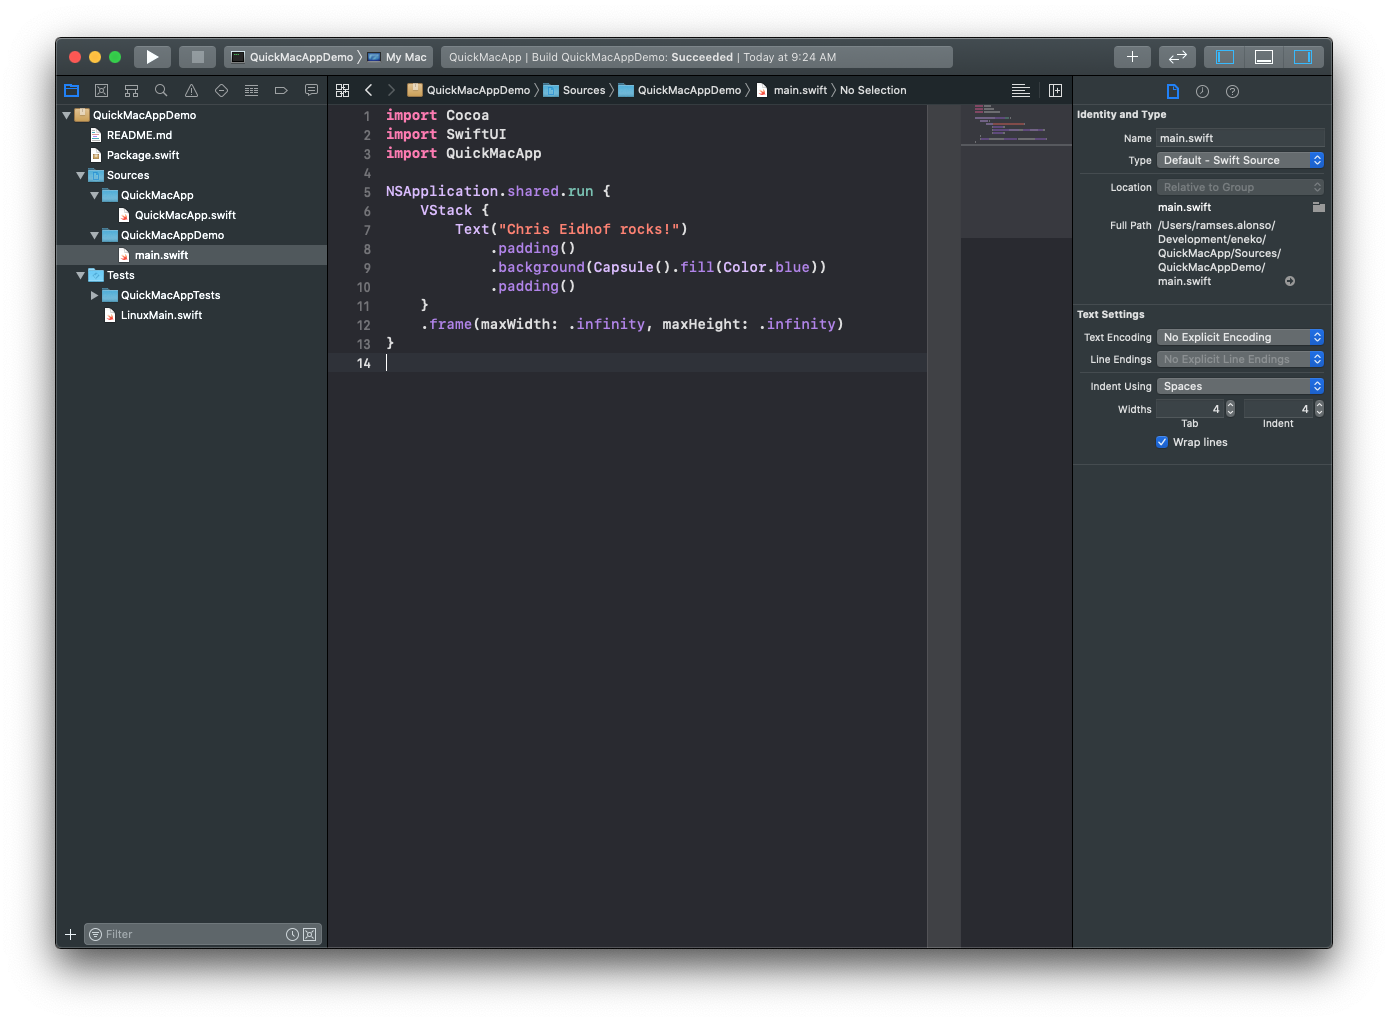 QuickMacAppDemo My Mac
QuickMacApp | Build QuickMacAppDemo: Succeeded | Today at 9:24 AM
QuickMacAppDemo
README.md
Package.swift
Sources
QuickMacApp
QuickMacApp.swift
QuickMacAppDemo
main.swift
Tests
QuickMacAppTests
LinuxMain.swift
Filter
QuickMacAppDemo Sources QuickMacAppDemo main.swift No Selection
1 import Cocoa
2 import SwiftUI
3 import QuickMacApp
4
5 NSApplication.shared.run {
6 VStack {
7 Text("Chris Eidhof rocks!")
8 .padding()
9 .background(Capsule().fill(Color.blue))
10 .padding()
11 }
12 .frame(maxWidth: .infinity, maxHeight: .infinity)
13 }
14
Identity and Type
Name main.swift
Type Default - Swift Source
Location Relative to Group
main.swift
Full Path /Users/ramses.alonso/
Development/eneko/
QuickMacApp/Sources/
QuickMacAppDemo/
main.swift
Text Settings
Text Encoding No Explicit Encoding
Line Endings No Explicit Line Endings
Indent Using Spaces
Widths 4 4
Tab Indent
Wrap lines